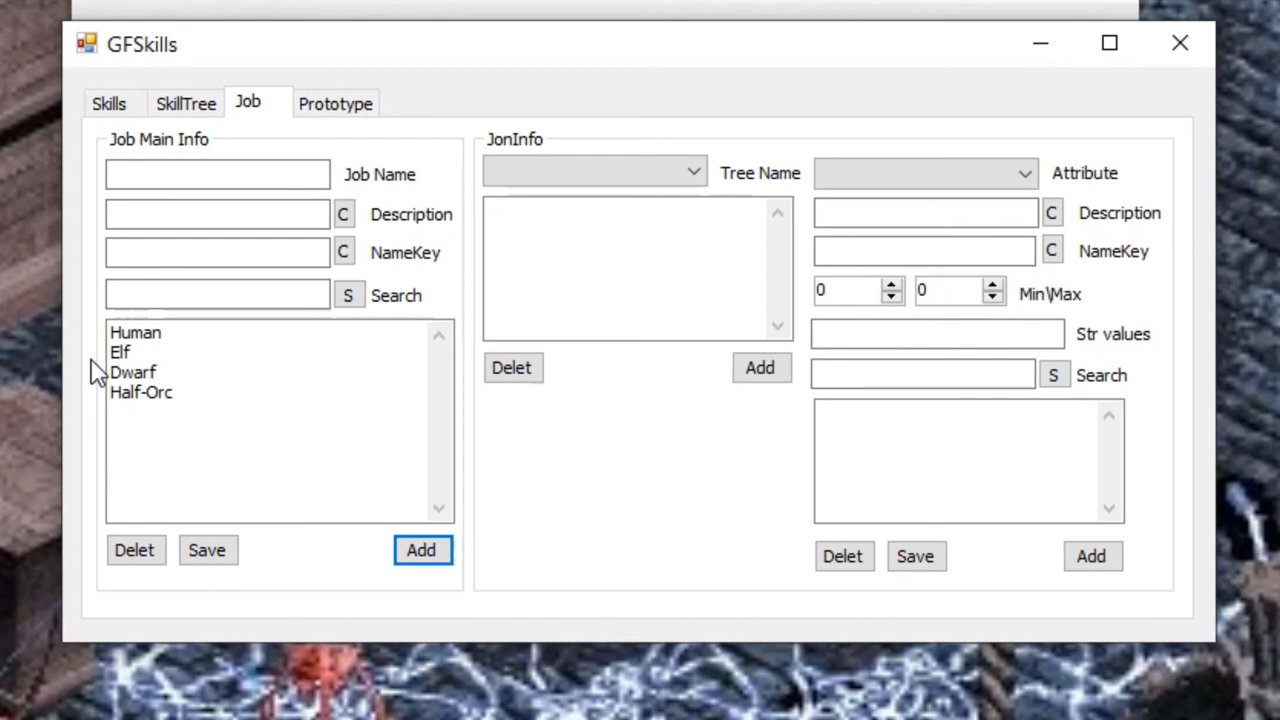 GFSkills
Skills SkillTree Job Prototype
Job Main Info
Job Name
C Description
C NameKey
S Search
Human
Elf
Dwarf
Half-Orc
Delet Save Add
JonInfo
Tree Name
Delet Add
Attribute
C Description
C NameKey
0 0 Min\Max
Str values
S Search
Delet Save Add